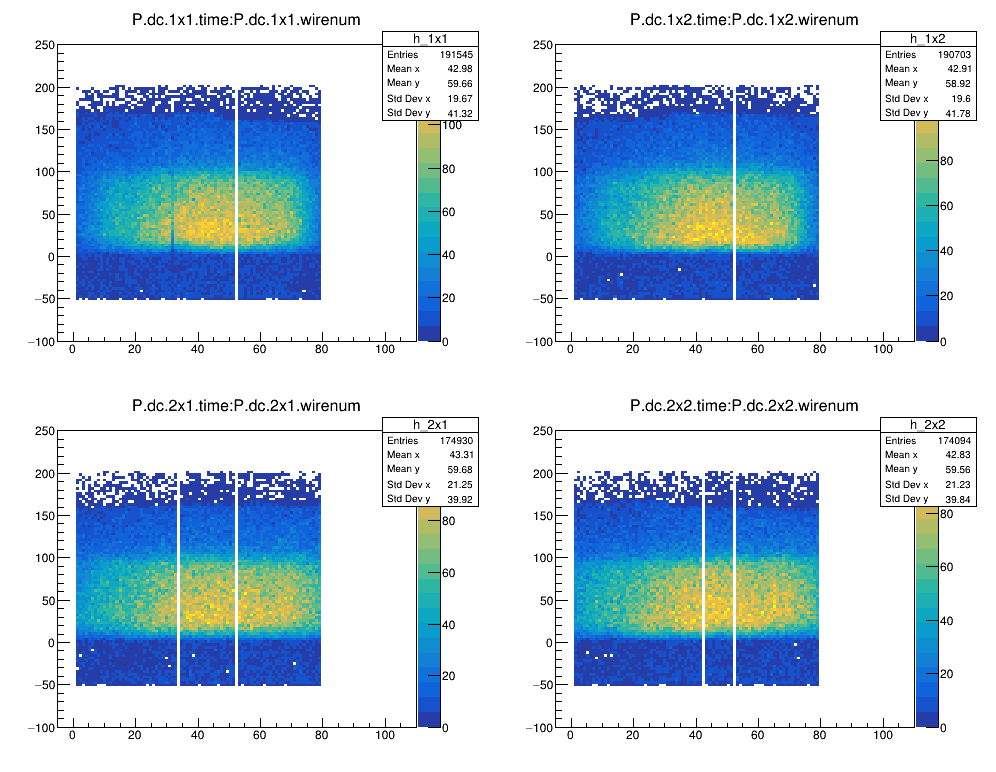 P.dc.1x1.time:P.dc.1x1.wirenum
h_1x1
Entries 191545
Mean x 42.98
Mean y 59.66
Std Dev x 19.67
Std Dev y 41.32
250
200
150
100
50
0
−50
−100
0 20 40 60 80 100
100
80
60
40
20
0
P.dc.1x2.time:P.dc.1x2.wirenum
h_1x2
Entries 190703
Mean x 42.91
Mean y 58.92
Std Dev x 19.6
Std Dev y 41.78
250
200
150
100
50
0
−50
−100
0 20 40 60 80 100
80
60
40
20
0
P.dc.2x1.time:P.dc.2x1.wirenum
h_2x1
Entries 174930
Mean x 43.31
Mean y 59.68
Std Dev x 21.25
Std Dev y 39.92
250
200
150
100
50
0
−50
−100
0 20 40 60 80 100
80
60
40
20
0
P.dc.2x2.time:P.dc.2x2.wirenum
h_2x2
Entries 174094
Mean x 42.83
Mean y 59.56
Std Dev x 21.23
Std Dev y 39.84
250
200
150
100
50
0
−50
−100
0 20 40 60 80 100
80
60
40
20
0